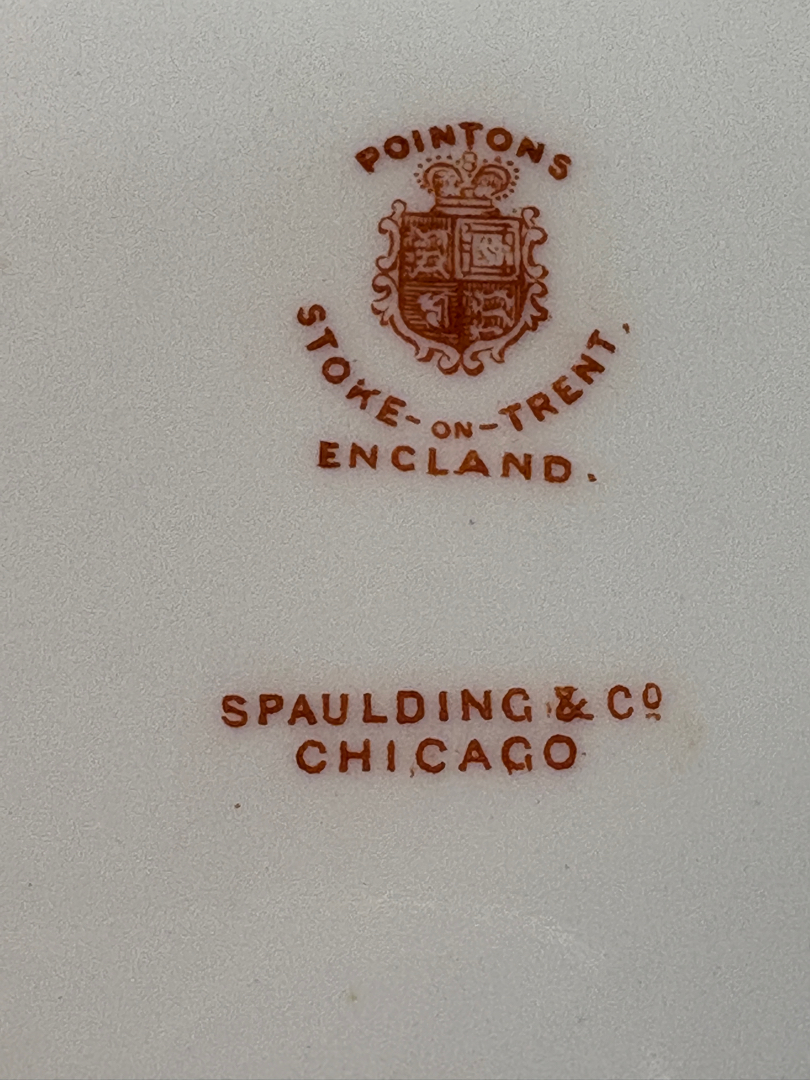 POINTONS
STOKE-ON-TRENT.
ENGLAND.
SPAULDING & Cº
CHICAGO